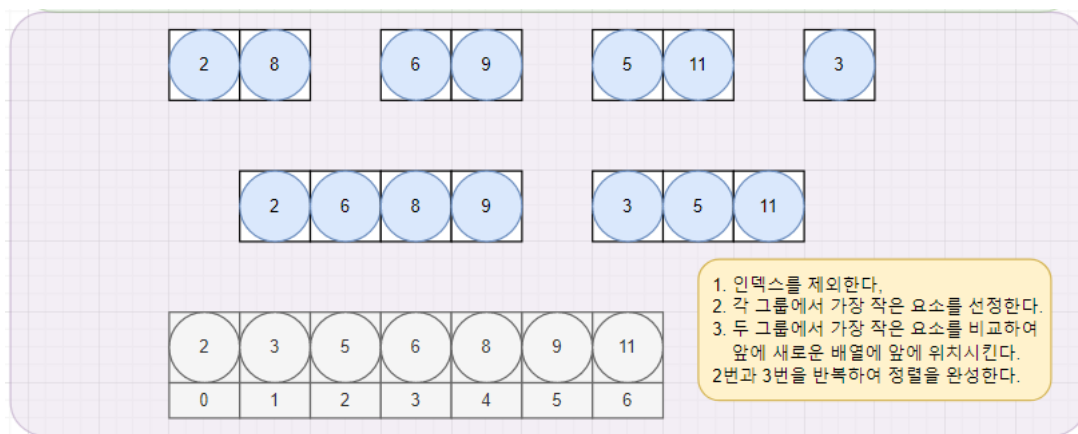 2 8 6 9 5 11 3
2 6 8 9 3 5 11
1. 인덱스를 제외한다,
2. 각 그룹에서 가장 작은 요소를 선정한다.
3. 두 그룹에서 가장 작은 요소를 비교하여
앞에 새로운 배열에 앞에 위치시킨다.
2번과 3번을 반복하여 정렬을 완성한다.
2 3 5 6 8 9 11
0 1 2 3 4 5 6